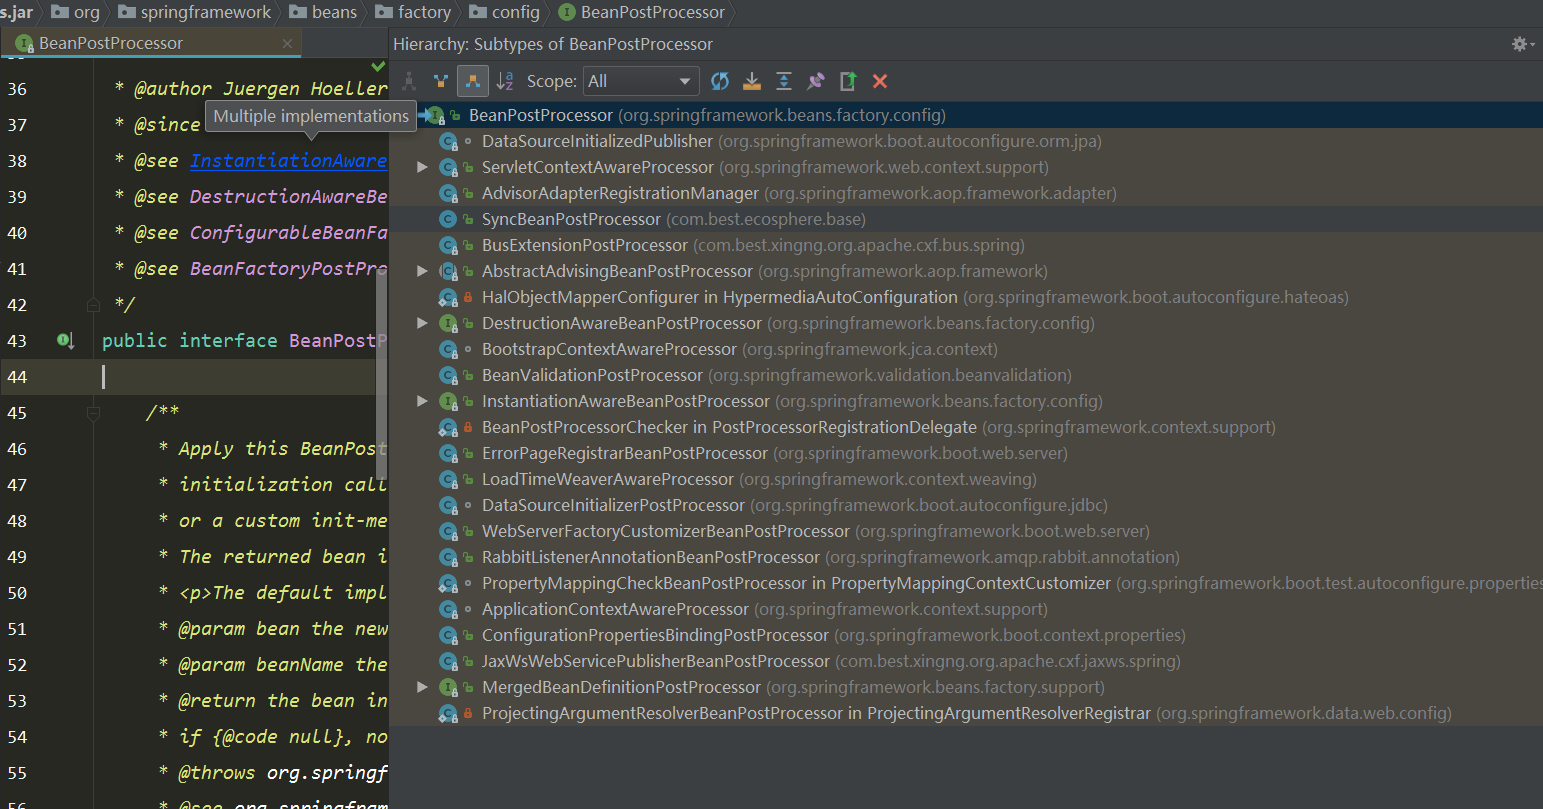 s.jar org springframework beans factory config BeanPostProcessor
BeanPostProcessor
Hierarchy: Subtypes of BeanPostProcessor
Scope: All
36 * @author Juergen Hoeller
37 * @since
Multiple implementations
38 * @see InstantiationAware
39 * @see DestructionAwareBe
40 * @see ConfigurableBeanFa
41 * @see BeanFactoryPostPro
42 */
43 public interface BeanPostP
44
45 /**
46 * Apply this BeanPost
47 * initialization call
48 * or a custom init-me
49 * The returned bean i
50 * <p>The default impl
51 * @param bean the new
52 * @param beanName the
53 * @return the bean in
54 * if {@code null}, no
55 * @throws org.springf
56 * @see org.springfram
BeanPostProcessor (org.springframework.beans.factory.config)
DataSourceInitializedPublisher (org.springframework.boot.autoconfigure.orm.jpa)
ServletContextAwareProcessor (org.springframework.web.context.support)
AdvisorAdapterRegistrationManager (org.springframework.aop.framework.adapter)
SyncBeanPostProcessor (com.best.ecosphere.base)
BusExtensionPostProcessor (com.best.xingng.org.apache.cxf.bus.spring)
AbstractAdvisingBeanPostProcessor (org.springframework.aop.framework)
HalObjectMapperConfigurer in HypermediaAutoConfiguration (org.springframework.boot.autoconfigure.hateoas)
DestructionAwareBeanPostProcessor (org.springframework.beans.factory.config)
BootstrapContextAwareProcessor (org.springframework.jca.context)
BeanValidationPostProcessor (org.springframework.validation.beanvalidation)
InstantiationAwareBeanPostProcessor (org.springframework.beans.factory.config)
BeanPostProcessorChecker in PostProcessorRegistrationDelegate (org.springframework.context.support)
ErrorPageRegistrarBeanPostProcessor (org.springframework.boot.web.server)
LoadTimeWeaverAwareProcessor (org.springframework.context.weaving)
DataSourceInitializerPostProcessor (org.springframework.boot.autoconfigure.jdbc)
WebServerFactoryCustomizerBeanPostProcessor (org.springframework.boot.web.server)
RabbitListenerAnnotationBeanPostProcessor (org.springframework.amqp.rabbit.annotation)
PropertyMappingCheckBeanPostProcessor in PropertyMappingContextCustomizer (org.springframework.boot.test.autoconfigure.properties
ApplicationContextAwareProcessor (org.springframework.context.support)
ConfigurationPropertiesBindingPostProcessor (org.springframework.boot.context.properties)
JaxWsWebServicePublisherBeanPostProcessor (com.best.xingng.org.apache.cxf.jaxws.spring)
MergedBeanDefinitionPostProcessor (org.springframework.beans.factory.support)
ProjectingArgumentResolverBeanPostProcessor in ProjectingArgumentResolverRegistrar (org.springframework.data.web.config)